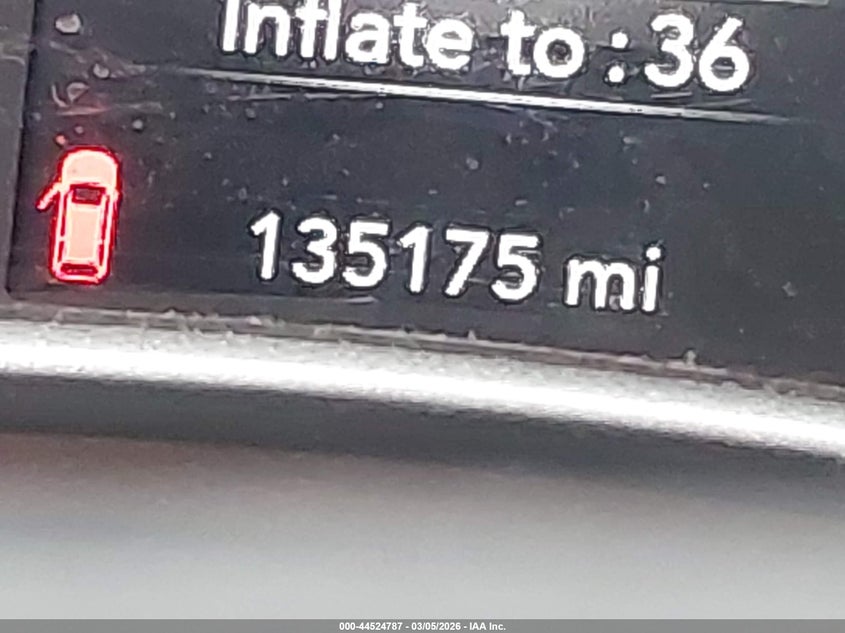 Inflate to : 36
135175 mi
000-44524787 - 03/05/2026 - IAA Inc.